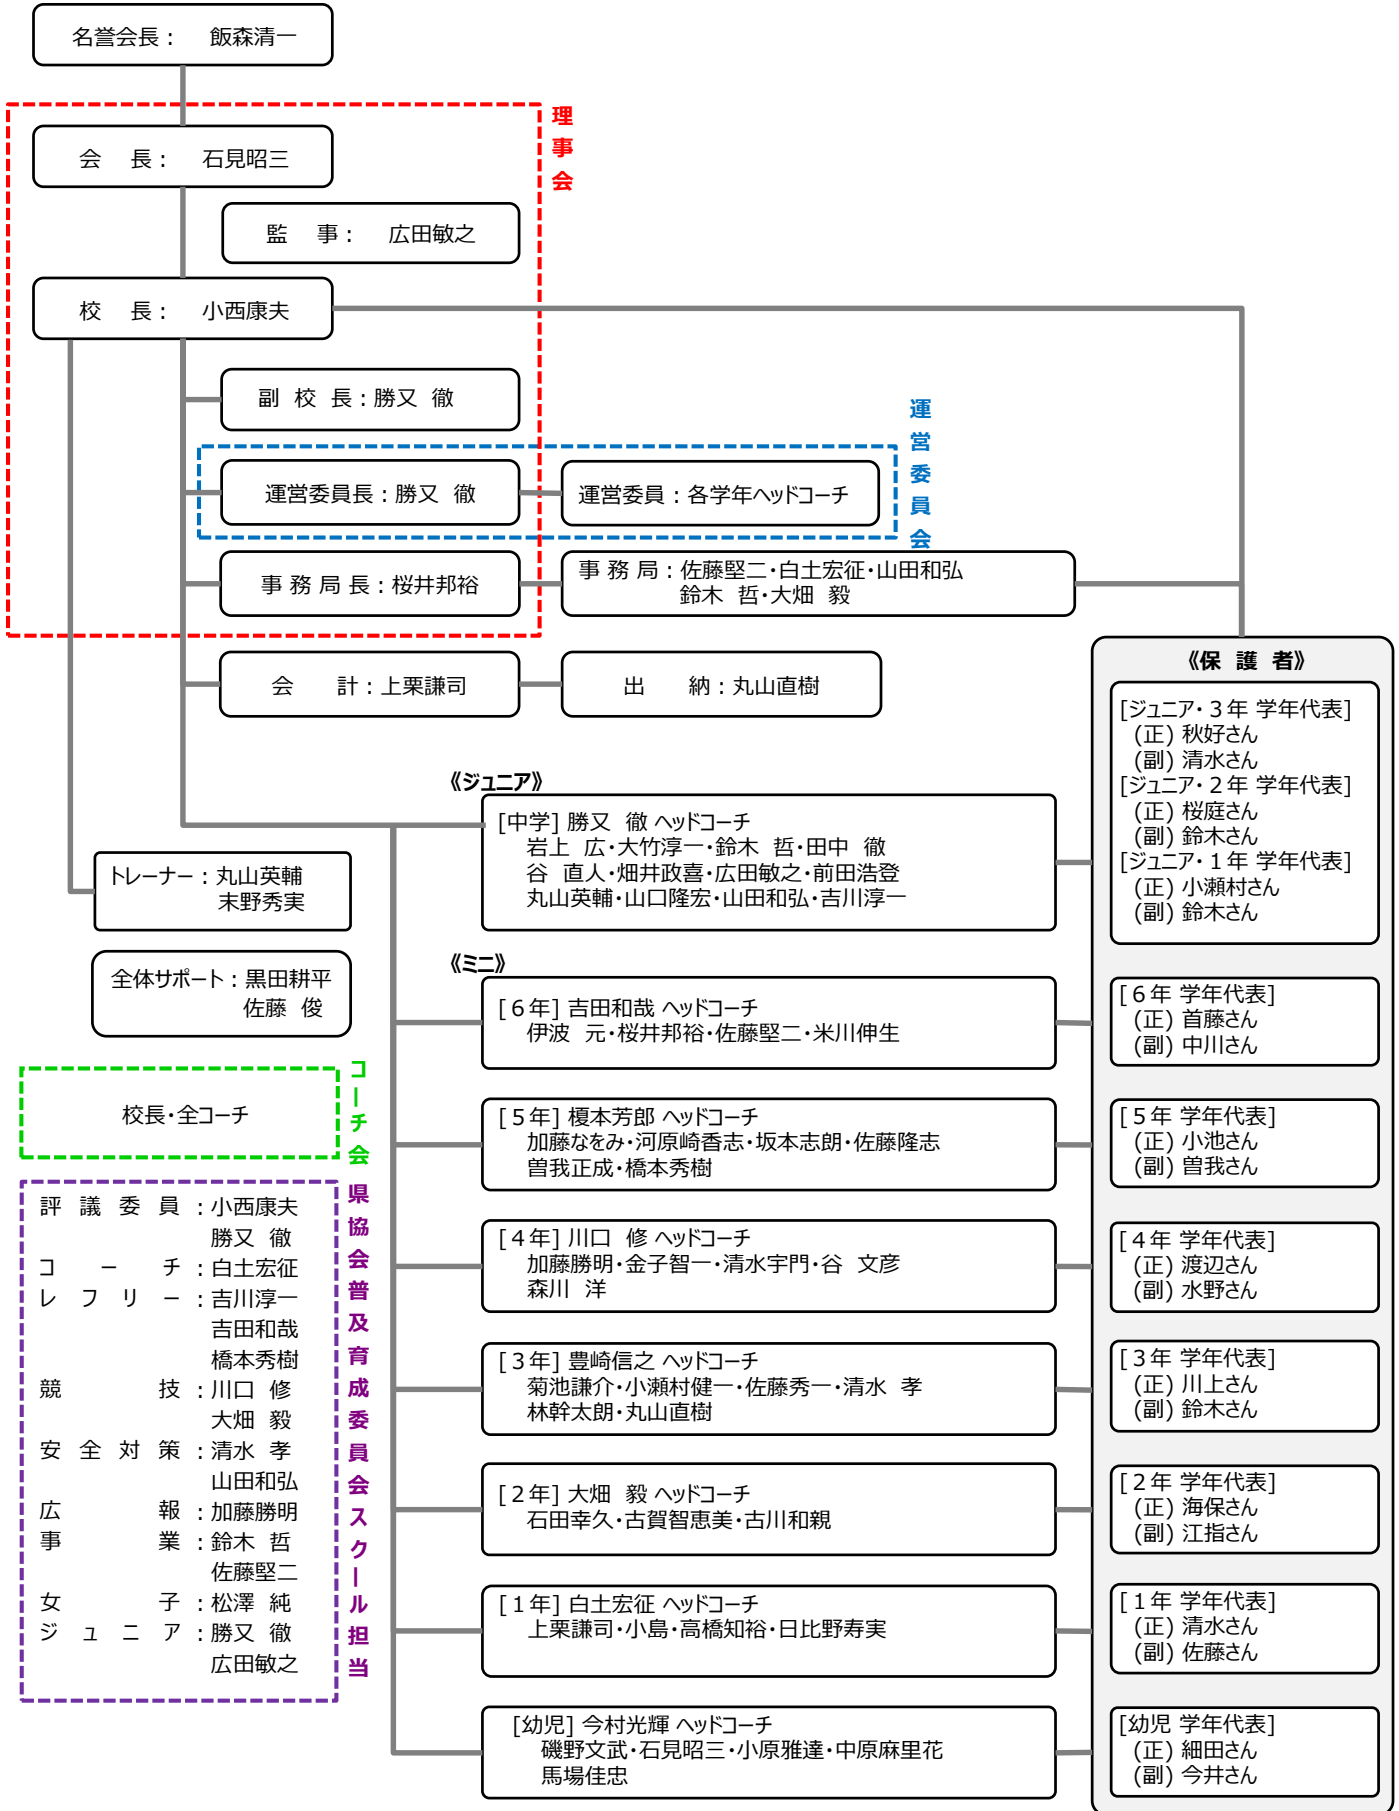 名誉会長： 飯森清一
理事会
会 長： 石見昭三
監 事： 広田敏之
校 長： 小西康夫
副 校 長：勝又 徹
運営委員会
運営委員長：勝又 徹
運営委員：各学年ヘッドコーチ
事 務 局 長：桜井邦裕
事 務 局：佐藤堅二・白土宏征・山田和弘
鈴木 哲・大畑 毅
会 計：上栗謙司
出 納：丸山直樹
《保 護 者》
[ジュニア・３年 学年代表]
(正) 秋好さん
(副) 清水さん
[ジュニア・２年 学年代表]
(正) 桜庭さん
(副) 鈴木さん
[ジュニア・１年 学年代表]
(正) 小瀬村さん
(副) 鈴木さん
《ジュニア》
[中学] 勝又 徹 ヘッドコーチ
岩上 広・大竹淳一・鈴木 哲・田中 徹
谷 直人・畑井政喜・広田敏之・前田浩登
丸山英輔・山口隆宏・山田和弘・吉川淳一
トレーナー：丸山英輔
末野秀実
全体サポート：黒田耕平
佐藤 俊
《ミニ》
[６年] 吉田和哉 ヘッドコーチ
伊波 元・桜井邦裕・佐藤堅二・米川伸生
[６年 学年代表]
(正) 首藤さん
(副) 中川さん
コーチ会
校長・全コーチ
[５年] 榎本芳郎 ヘッドコーチ
加藤なをみ・河原崎香志・坂本志朗・佐藤隆志
曽我正成・橋本秀樹
[５年 学年代表]
(正) 小池さん
(副) 曽我さん
県協会普及育成委員会スクール担当
評 議 委 員：小西康夫
勝又 徹
コ ー チ：白土宏征
レ フ リ ー：吉川淳一
吉田和哉
橋本秀樹
競 技：川口 修
大畑 毅
安 全 対 策：清水 孝
山田和弘
広 報：加藤勝明
事 業：鈴木 哲
佐藤堅二
女 子：松澤 純
ジ ュ ニ ア：勝又 徹
広田敏之
[４年] 川口 修 ヘッドコーチ
加藤勝明・金子智一・清水宇門・谷 文彦
森川 洋
[４年 学年代表]
(正) 渡辺さん
(副) 水野さん
[３年] 豊崎信之 ヘッドコーチ
菊池謙介・小瀬村健一・佐藤秀一・清水 孝
林幹太朗・丸山直樹
[３年 学年代表]
(正) 川上さん
(副) 鈴木さん
[２年] 大畑 毅 ヘッドコーチ
石田幸久・古賀智恵美・古川和親
[２年 学年代表]
(正) 海保さん
(副) 江指さん
[１年] 白土宏征 ヘッドコーチ
上栗謙司・小島・高橋知裕・日比野寿実
[１年 学年代表]
(正) 清水さん
(副) 佐藤さん
[幼児] 今村光輝 ヘッドコーチ
磯野文武・石見昭三・小原雅達・中原麻里花
馬場佳忠
[幼児 学年代表]
(正) 細田さん
(副) 今井さん